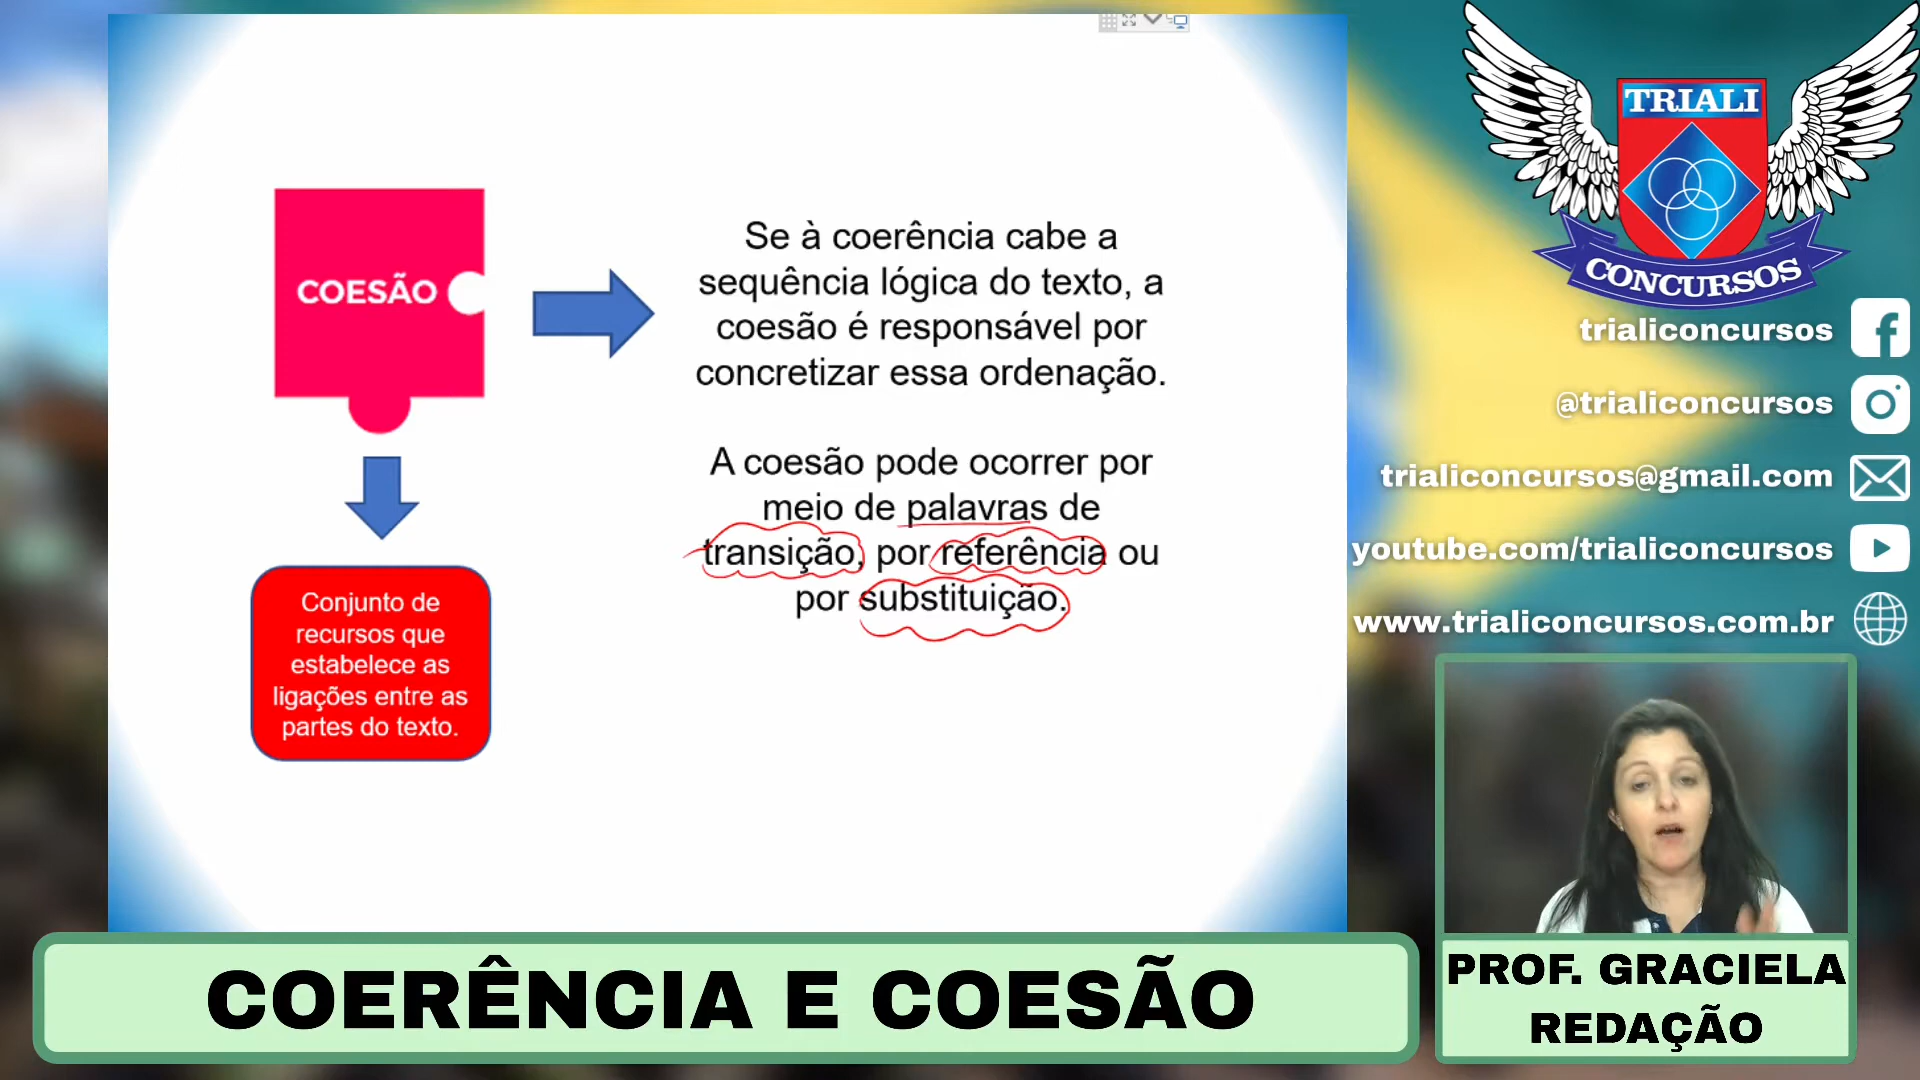 COESÃO
Se à coerência cabe a
sequência lógica do texto, a
coesão é responsável por
concretizar essa ordenação.
A coesão pode ocorrer por
meio de palavras de
transição, por referência ou
por substituição.
Conjunto de
recursos que
estabelece as
ligações entre as
partes do texto.
TRIALI
CONCURSOS
trialiconcursos
@trialiconcursos
trialiconcursos@gmail.com
youtube.com/trialiconcursos
www.trialiconcursos.com.br
COERÊNCIA E COESÃO
PROF. GRACIELA
REDAÇÃO